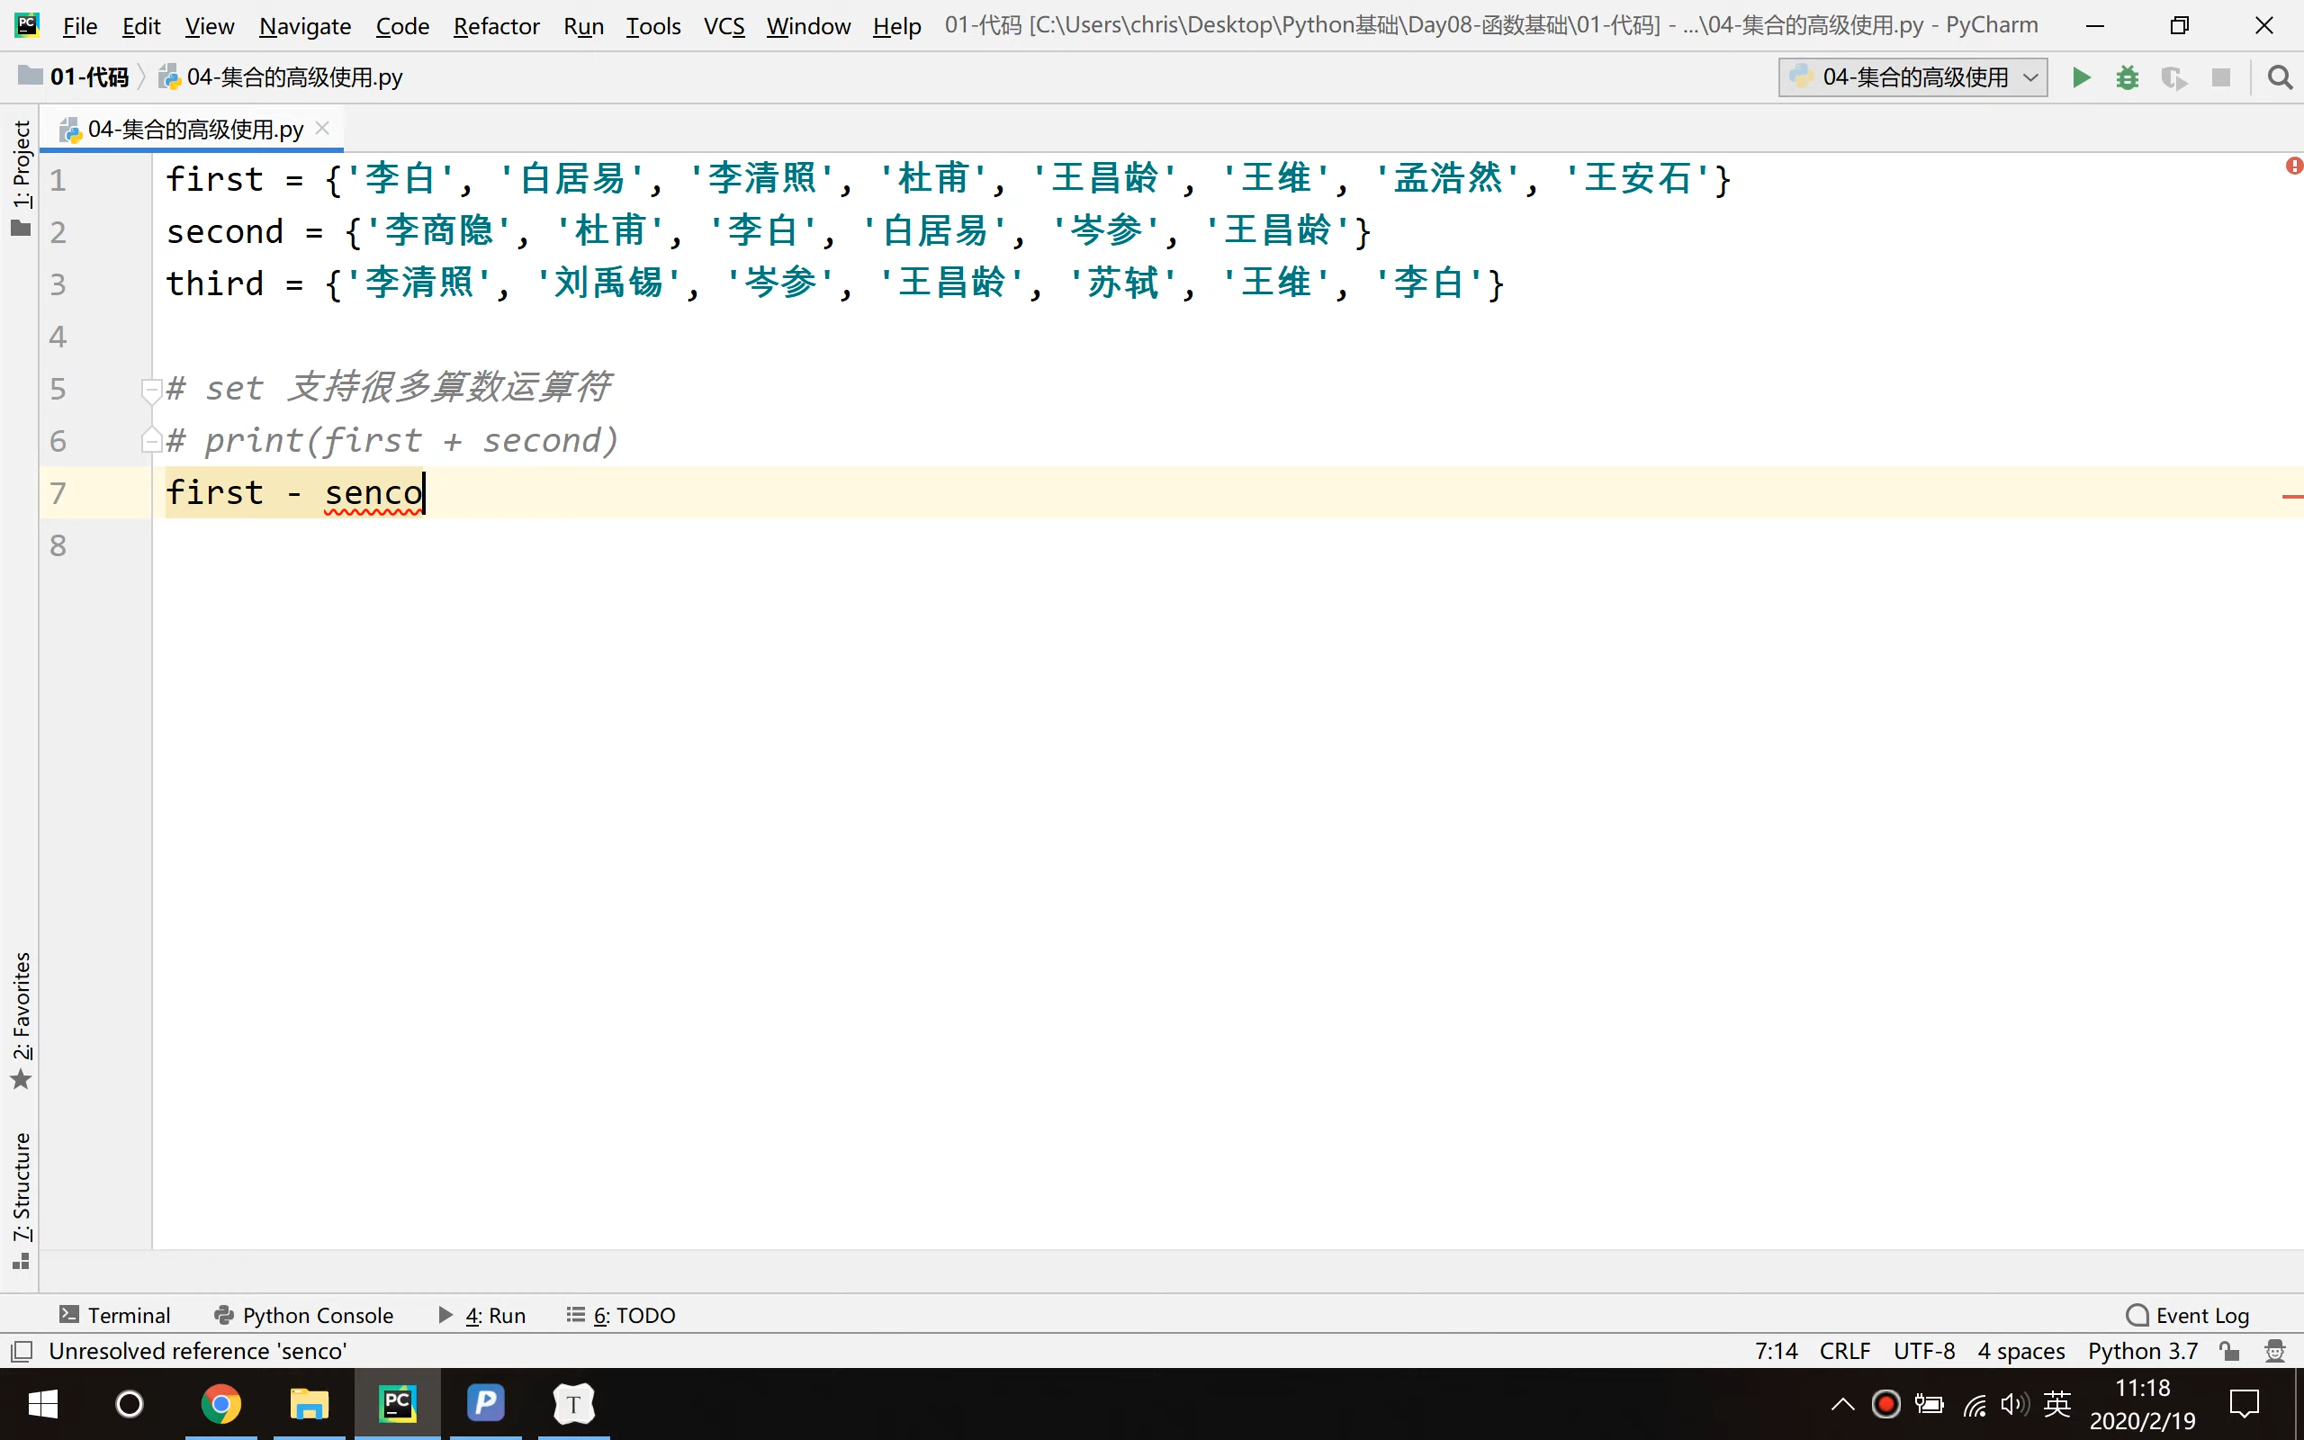 File Edit View Navigate Code Refactor Run Tools VCS Window Help 01-代码 [C:\Users\chris\Desktop\Python基础\Day08-函数基础\01-代码] - ...\04-集合的高级使用.py - PyCharm
01-代码 04-集合的高级使用.py 04-集合的高级使用
04-集合的高级使用.py
1: Project
1 first = {'李白', '白居易', '李清照', '杜甫', '王昌龄', '王维', '孟浩然', '王安石'}
2 second = {'李商隐', '杜甫', '李白', '白居易', '岑参', '王昌龄'}
3 third = {'李清照', '刘禹锡', '岑参', '王昌龄', '苏轼', '王维', '李白'}
4
5 # set 支持很多算数运算符
6 # print(first + second)
7 first - senco
8
2: Favorites
7: Structure
Terminal Python Console 4: Run 6: TODO Event Log
Unresolved reference 'senco' 7:14 CRLF UTF-8 4 spaces Python 3.7
英 11:18
2020/2/19